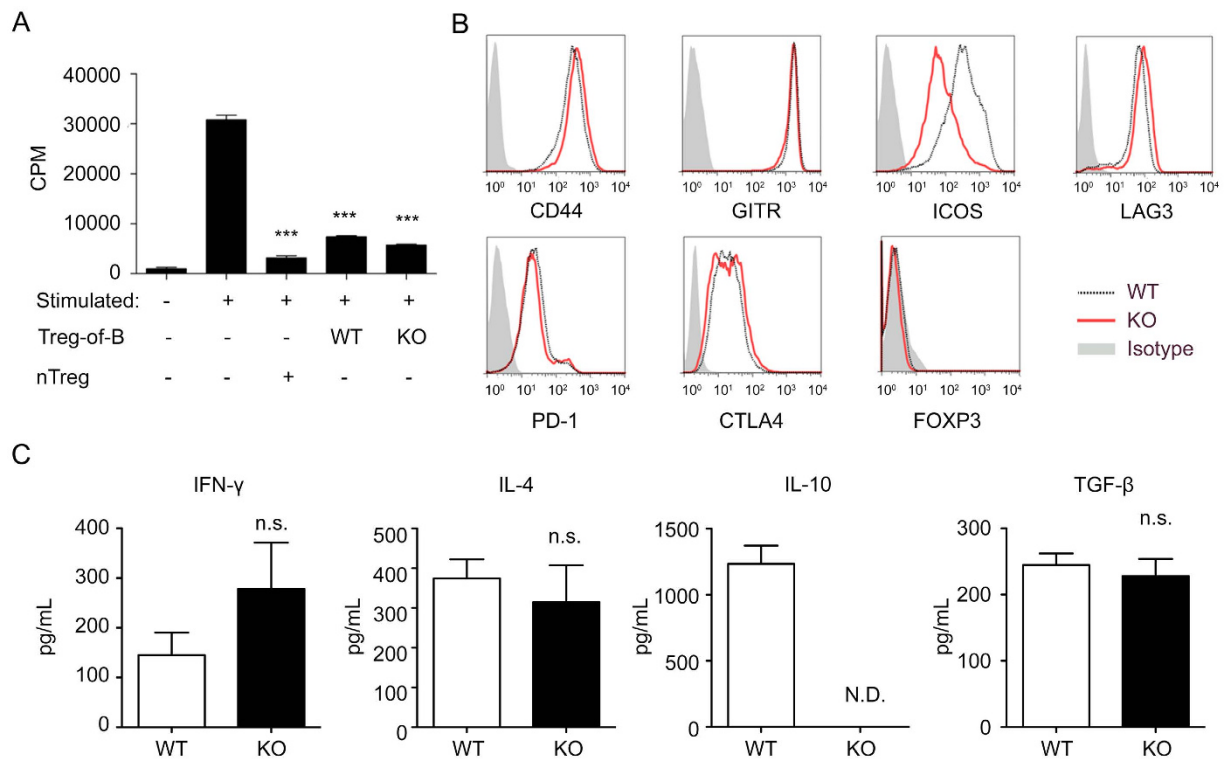 A
CPM
40000
30000
20000
10000
0
***
***
***
Stimulated: - + + + +
Treg-of-B - - - WT KO
nTreg - - + - -
B
10⁰ 10¹ 10² 10³ 10⁴
CD44
10⁰ 10¹ 10² 10³ 10⁴
GITR
10⁰ 10¹ 10² 10³ 10⁴
ICOS
10⁰ 10¹ 10² 10³ 10⁴
LAG3
10⁰ 10¹ 10² 10³ 10⁴
PD-1
10⁰ 10¹ 10² 10³ 10⁴
CTLA4
10⁰ 10¹ 10² 10³ 10⁴
FOXP3
WT
KO
Isotype
C
IFN-γ
pg/mL
400
300
200
100
0
n.s.
WT KO
IL-4
pg/mL
500
400
300
200
100
0
n.s.
WT KO
IL-10
pg/mL
1500
1000
500
0
N.D.
WT KO
TGF-β
pg/mL
300
200
100
0
n.s.
WT KO